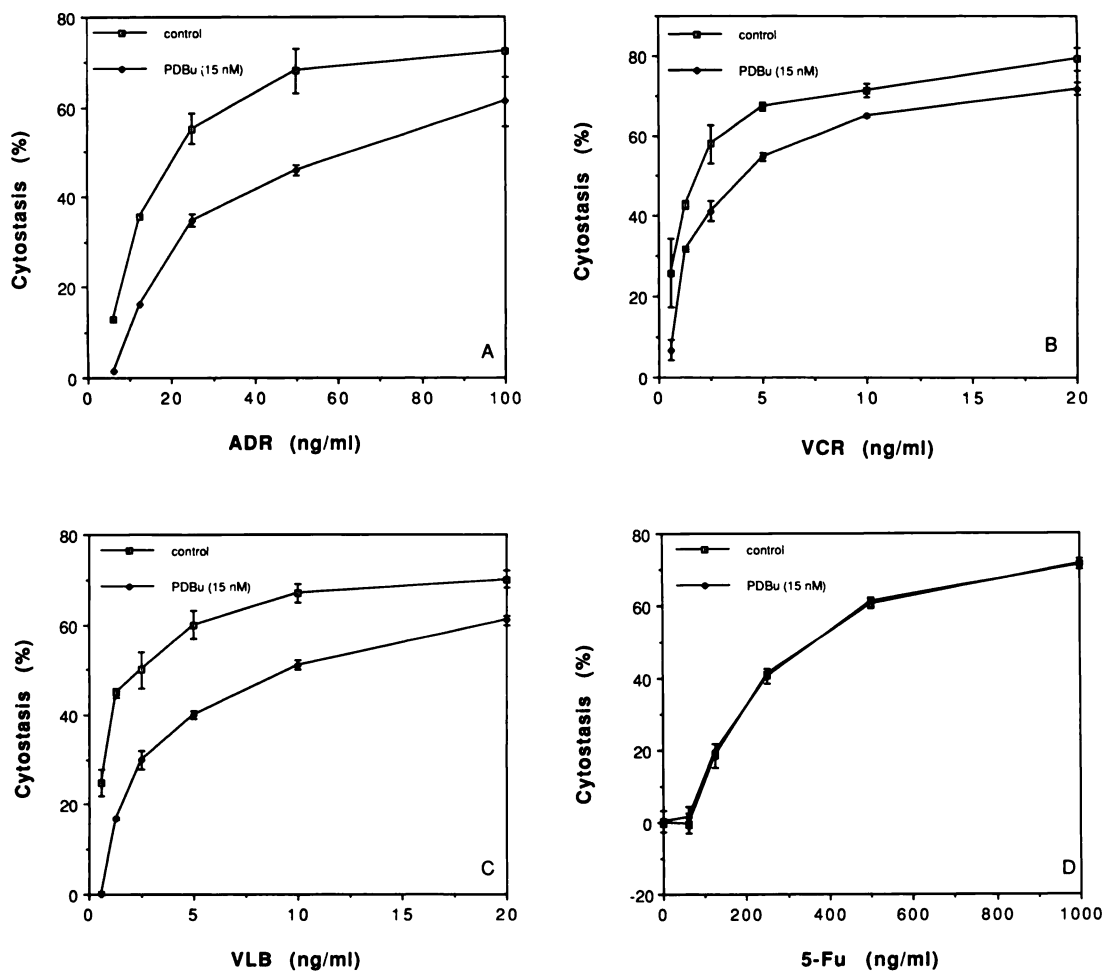 80
control
PDBu (15 nM)
60
40
20
0
Cytostasis (%)
0 20 40 60 80 100
ADR (ng/ml)
A
control
PDBu (15 nM)
80
60
40
20
0
Cytostasis (%)
0 5 10 15 20
VCR (ng/ml)
B
80
control
PDBu (15 nM)
60
40
20
0
Cytostasis (%)
0 5 10 15 20
VLB (ng/ml)
C
80
control
PDBu (15 nM)
60
40
20
0
-20
Cytostasis (%)
0 200 400 600 800 1000
5-Fu (ng/ml)
D